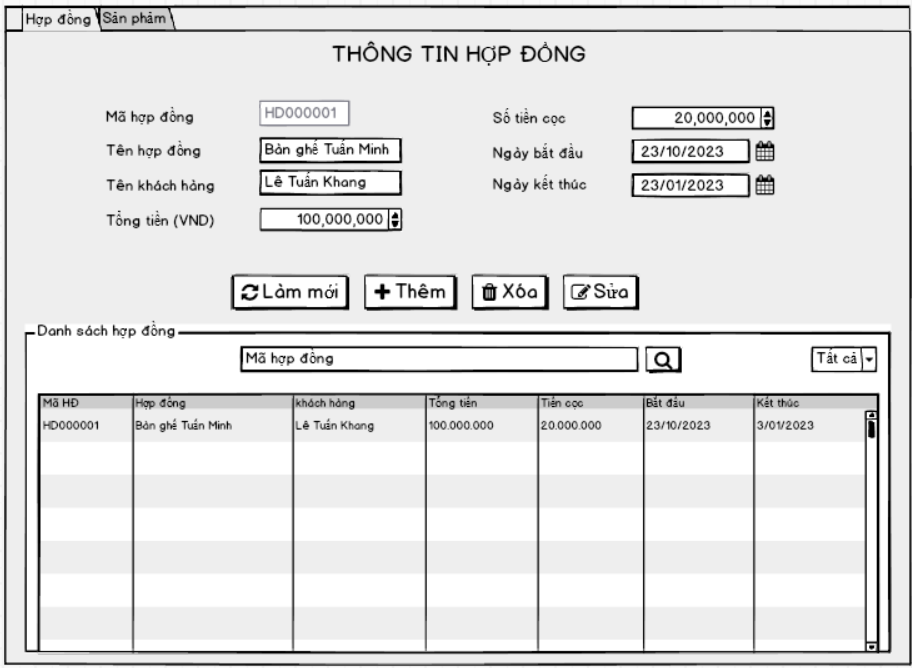 Hợp đồng Sản phẩm
THÔNG TIN HỢP ĐỒNG
Mã hợp đồng HD000001 Số tiền cọc 20,000,000
Tên hợp đồng Bàn ghế Tuấn Minh Ngày bắt đầu 23/10/2023
Tên khách hàng Lê Tuấn Khang Ngày kết thúc 23/01/2023
Tổng tiền (VND) 100,000,000
Làm mới Thêm Xóa Sửa
Danh sách hợp đồng
Mã hợp đồng Tất cả
Mã HĐ Hợp đồng khách hàng Tổng tiền Tiền cọc Bắt đầu Kết thúc
HD000001 Bàn ghế Tuấn Minh Lê Tuấn Khang 100.000.000 20.000.000 23/10/2023 3/01/2023